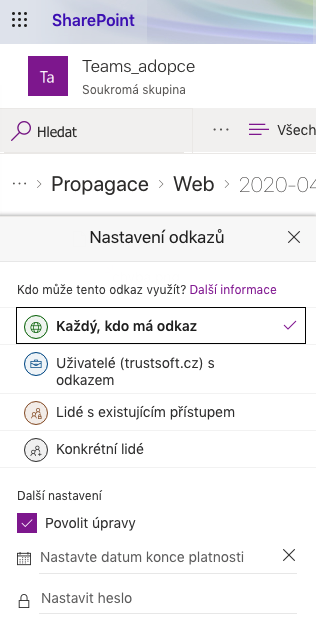 SharePoint
Ta
Teams_adopce
Soukromá skupina
Hledat
··· Všech
··· > Propagace > Web > 2020-04
Nastavení odkazů
Kdo může tento odkaz využít? Další informace
Každý, kdo má odkaz
Uživatelé (trustsoft.cz) s
odkazem
Lidé s existujícím přístupem
Konkrétní lidé
Další nastavení
Povolit úpravy
Nastavte datum konce platnosti
Nastavit heslo